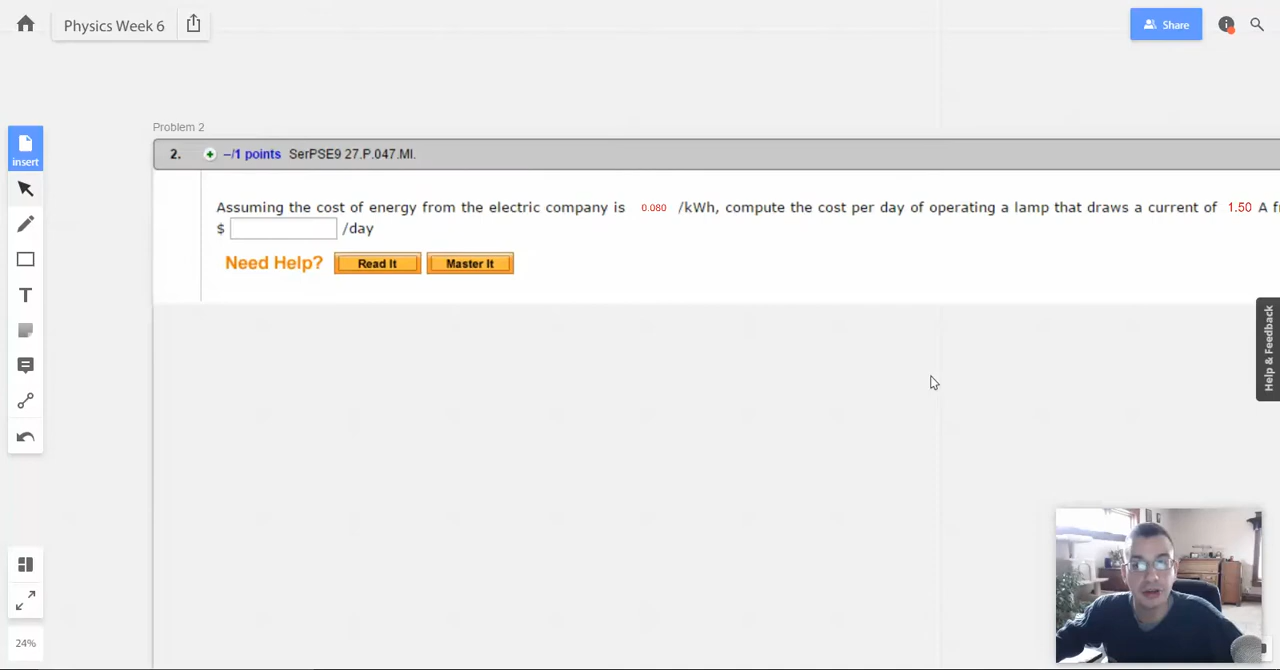 Physics Week 6
Share
insert
Problem 2
2. –/1 points SerPSE9 27.P.047.MI.
Assuming the cost of energy from the electric company is 0.080 /kWh, compute the cost per day of operating a lamp that draws a current of 1.50 A f
$ /day
Need Help? Read It Master It
Help & Feedback
24%